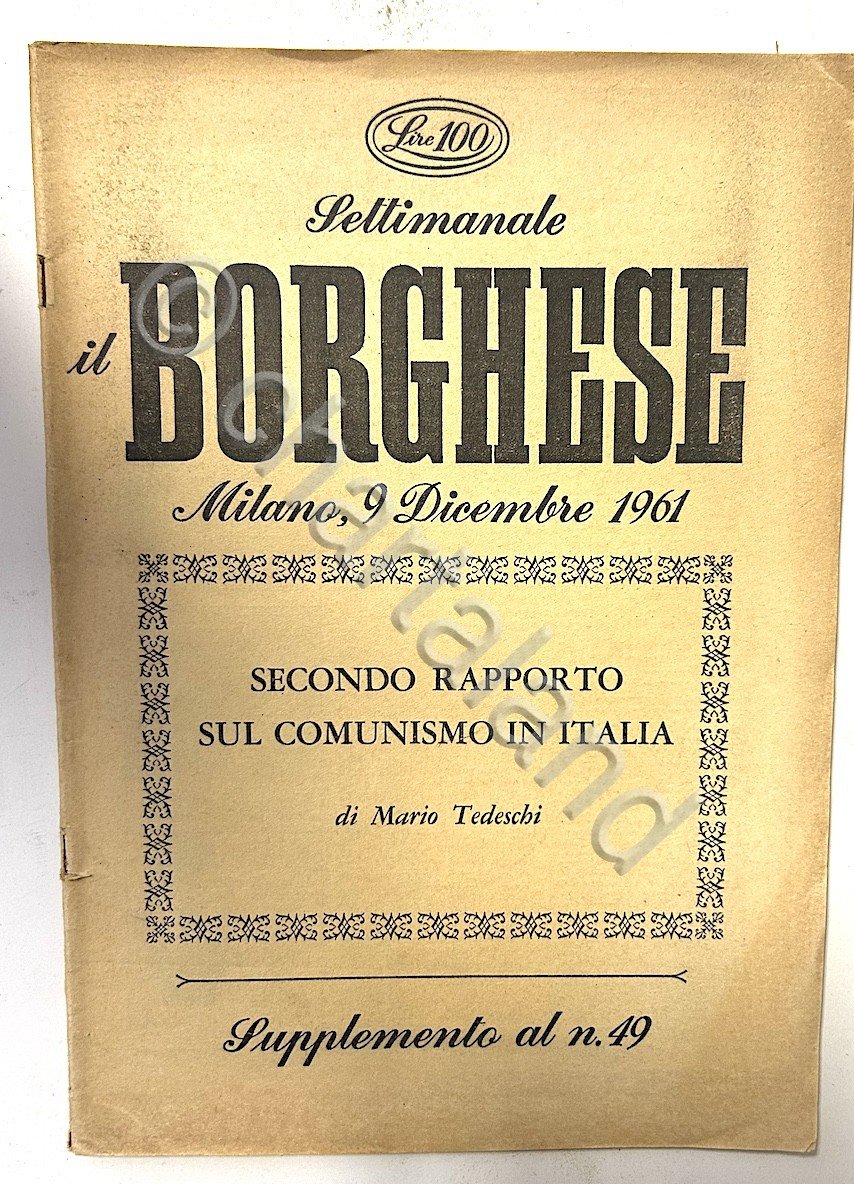 Lire 100
Settimanale
il BORGHESE
Milano, 9 Dicembre 1961
SECONDO RAPPORTO
SUL COMUNISMO IN ITALIA
di Mario Tedeschi
Supplemento al n. 49
© chartaland